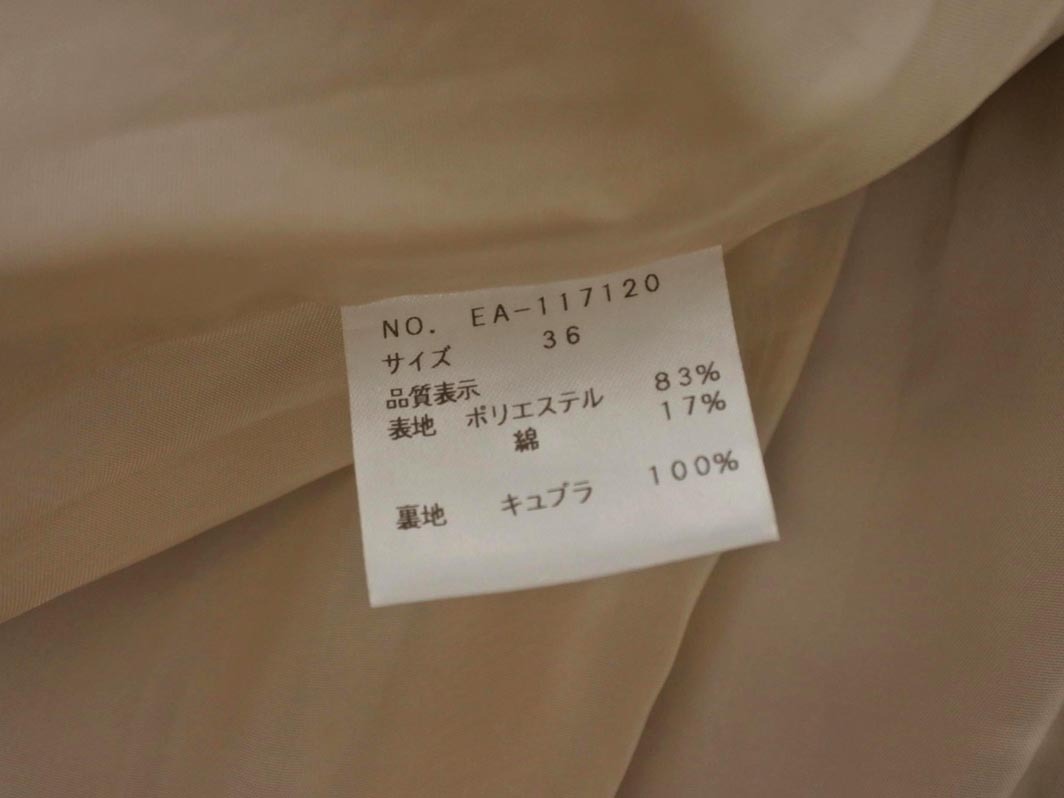 NO. EA-117120
サイズ 36
品質表示
表地 ポリエステル 83%
綿 17%
裏地 キュプラ 100%